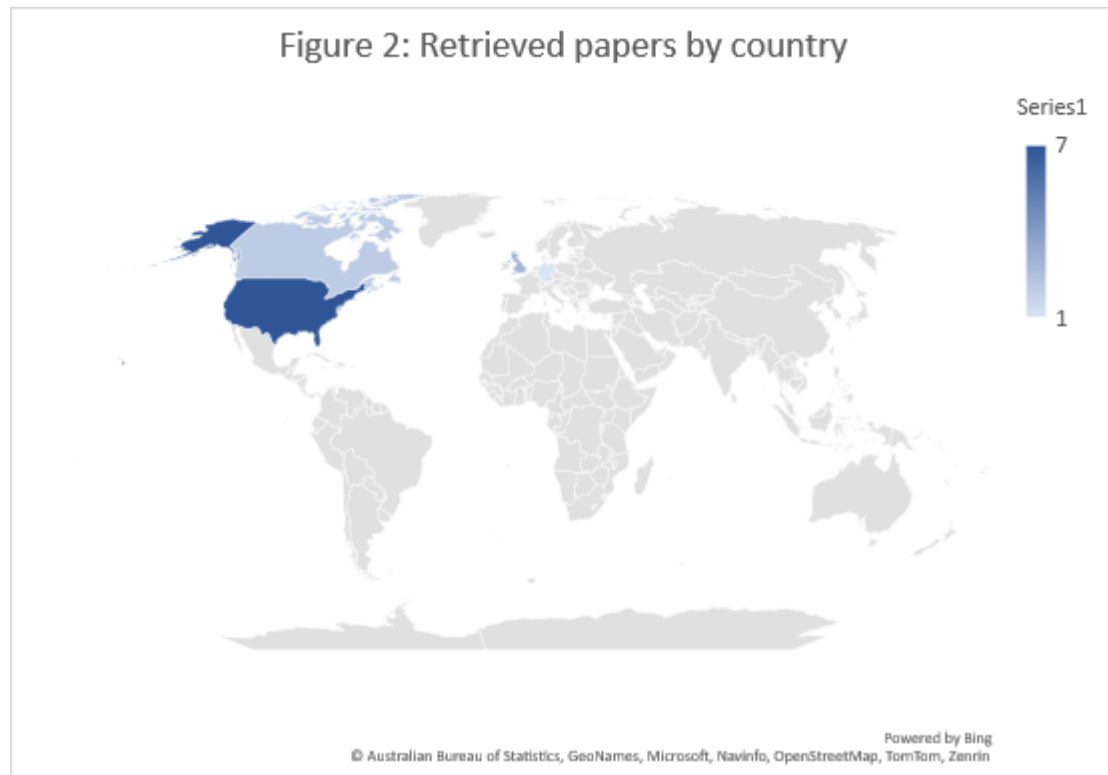 Figure 2: Retrieved papers by country
Series1
7
1
Powered by Bing
© Australian Bureau of Statistics, GeoNames, Microsoft, Navinfo, OpenStreetMap, TomTom, Zenrin